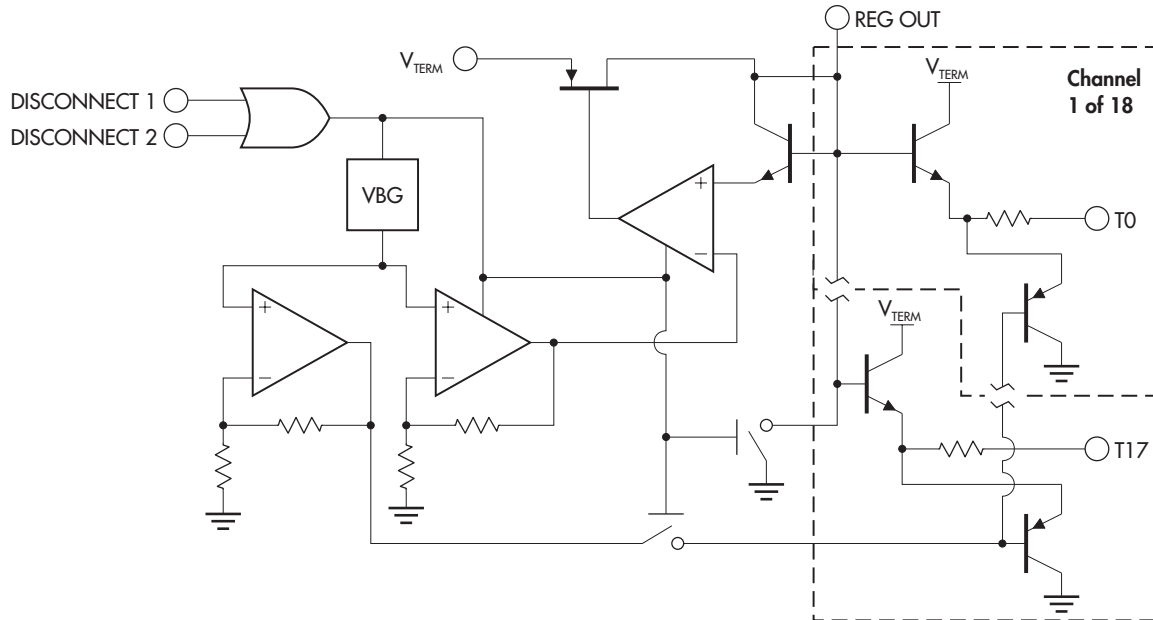 REG OUT
V_TERM
V_TERM
Channel
1 of 18
DISCONNECT 1
DISCONNECT 2
VBG
+
T0
−
V_TERM
+
+
−
−
T17